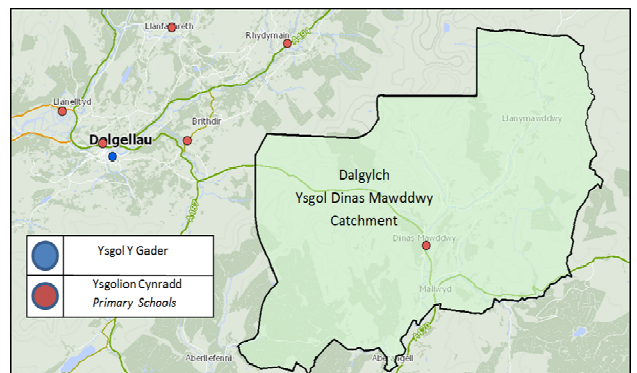 Llanfachreth
Rhydymain
Llanelltyd
Brithdir
Dolgellau
Llanymawddwy
Dalgylch
Ysgol Dinas Mawddwy
Catchment
Dinas Mawddwy
Mallwyd
Ysgol Y Gader
Ysgolion Cynradd
Primary Schools
Aberllefenni
Aberangell